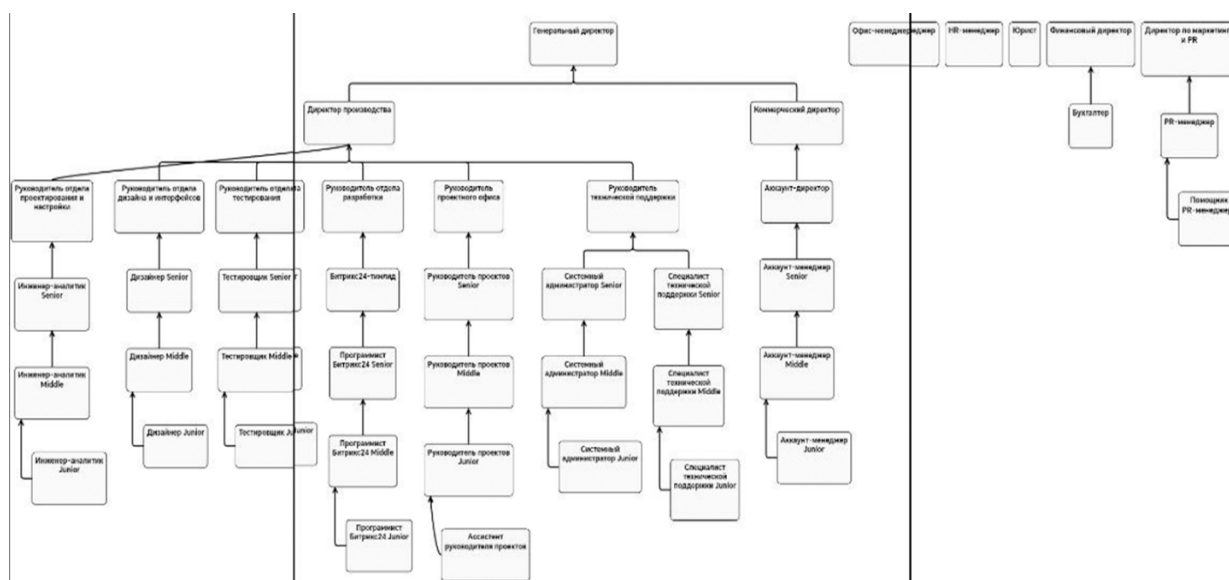 Генеральный директор
Офис-менеджер
HR-менеджер
Юрист
Финансовый директор
Директор по маркетингу
и PR
Директор производства
Коммерческий директор
Бухгалтер
PR-менеджер
Руководитель отдела
проектирования и
настройки
Руководитель отдела
дизайна и интерфейсов
Руководитель отдела
тестирования
Руководитель отдела
разработки
Руководитель
проектного офиса
Руководитель
технической поддержки
Аккаунт-директор
Помощник
PR-менеджера
Инженер-аналитик
Senior
Дизайнер Senior
Тестировщик Senior
Битрикс24-тимлид
Руководитель проектов
Senior
Системный
администратор Senior
Специалист
технической
поддержки Senior
Аккаунт-менеджер
Senior
Инженер-аналитик
Middle
Дизайнер Middle
Тестировщик Middle
Программист
Битрикс24 Senior
Руководитель проектов
Middle
Системный
администратор Middle
Специалист
технической
поддержки Middle
Аккаунт-менеджер
Middle
Инженер-аналитик
Junior
Дизайнер Junior
Тестировщик Junior
Программист
Битрикс24 Middle
Руководитель проектов
Junior
Системный
администратор Junior
Специалист
технической
поддержки Junior
Аккаунт-менеджер
Junior
Программист
Битрикс24 Junior
Ассистент
руководителя проектов